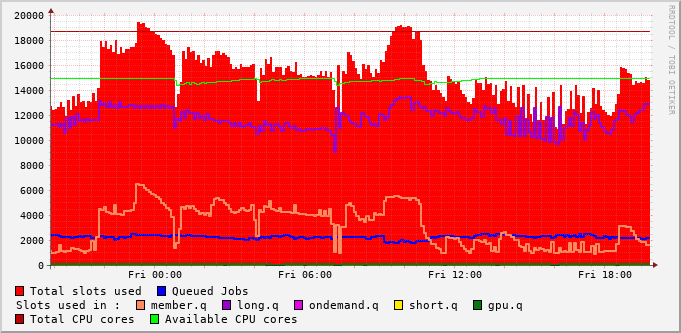 20000
18000
16000
14000
12000
10000
8000
6000
4000
2000
0
Fri 00:00 Fri 06:00 Fri 12:00 Fri 18:00
RRDTOOL / TOBI OETIKER
Total slots used Queued Jobs
Slots used in : member.q long.q ondemand.q short.q gpu.q
Total CPU cores Available CPU cores